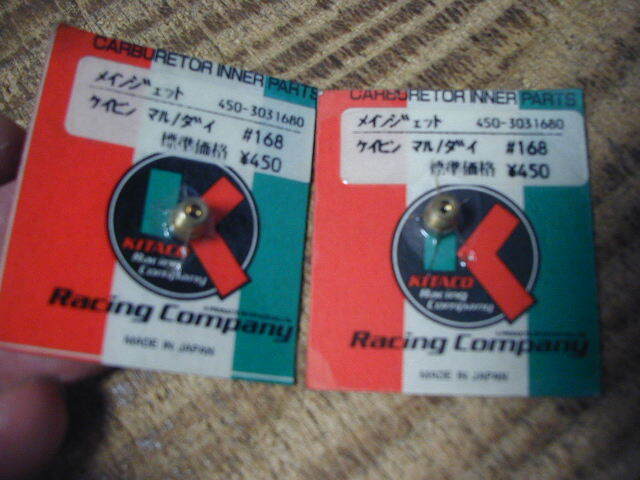 CARBURETOR INNER PARTS
メインジェット 450-3031680
ケイヒン マル/ダイ #168
標準価格 ¥450
KITACO
Racing
Company
Racing Company
MADE IN JAPAN
CARBURETOR INNER PARTS
メインジェット 450-3031680
ケイヒン マル/ダイ #168
標準価格 ¥450
KITACO
Racing
Company
Racing Company
MADE IN JAPAN